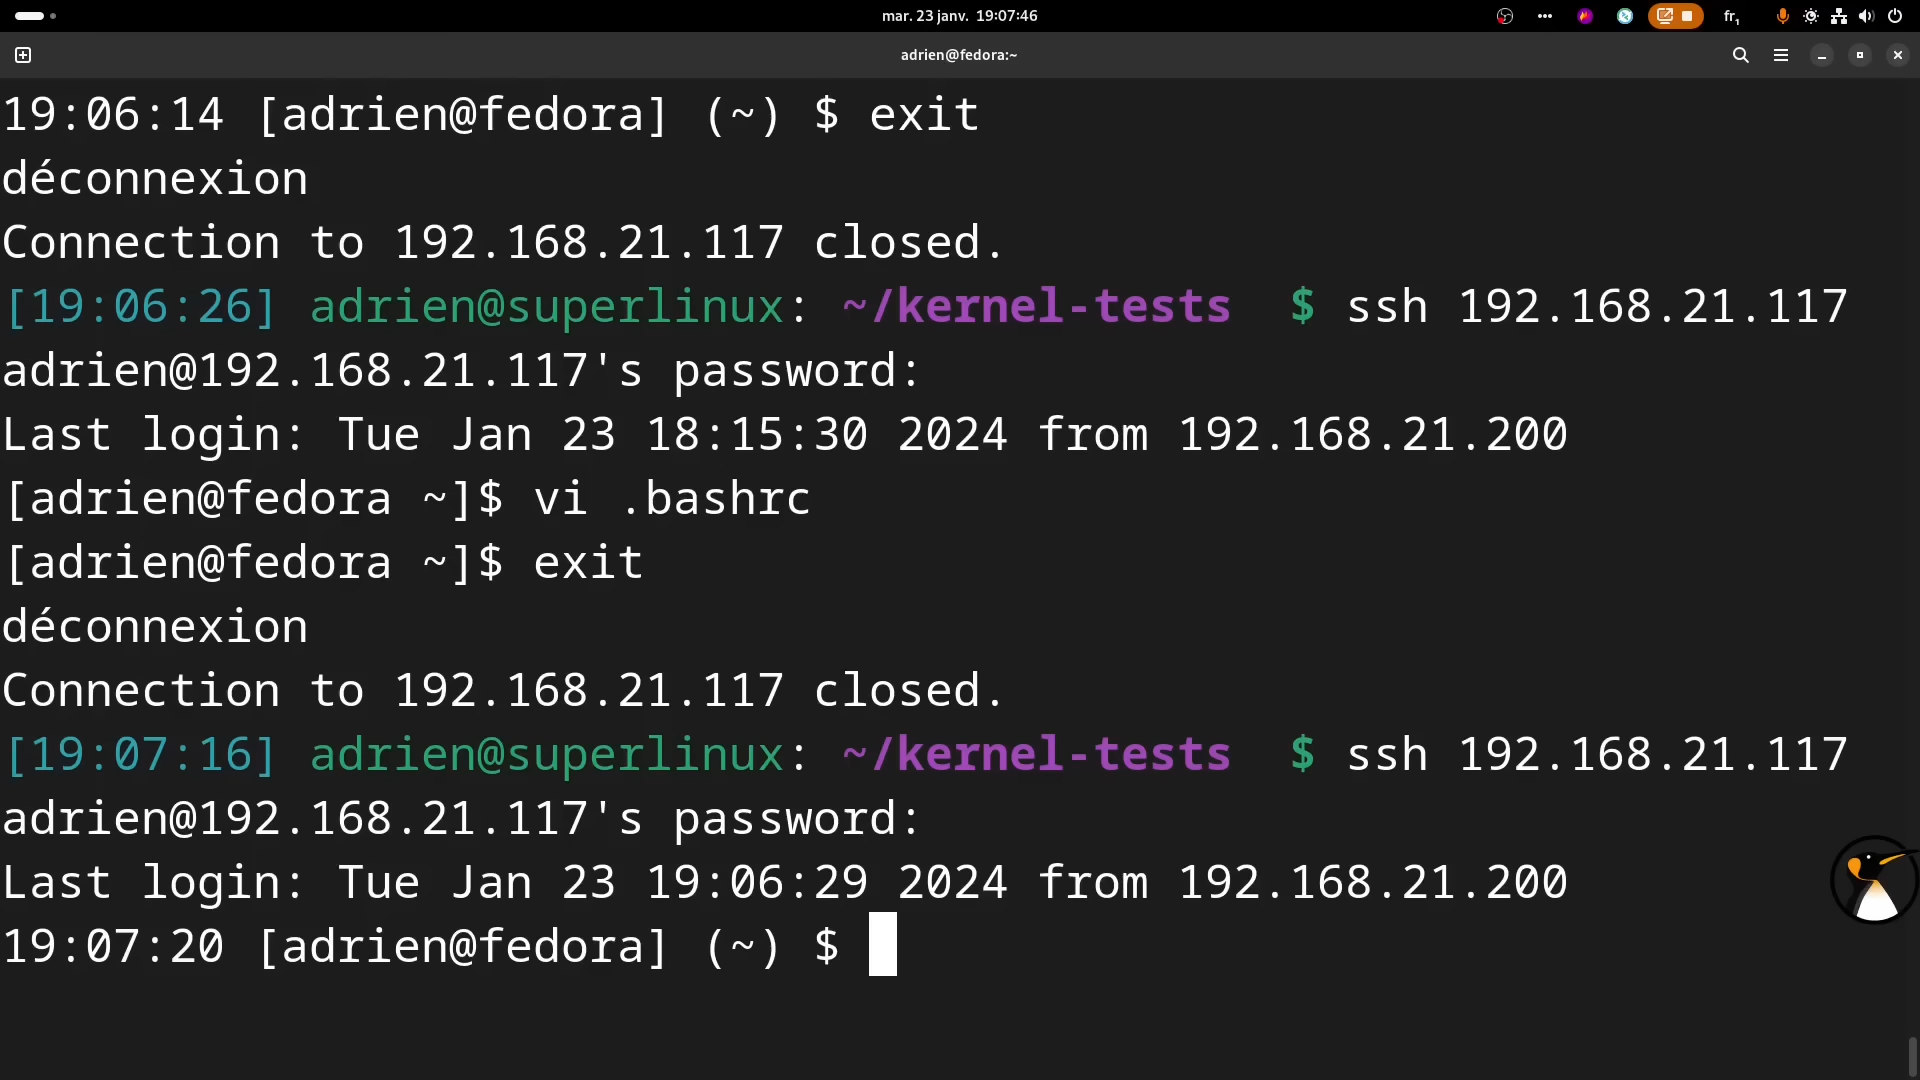 mar. 23 janv.  19:07:46
fr₁
adrien@fedora:~
19:06:14 [adrien@fedora] (~) $ exit
déconnexion
Connection to 192.168.21.117 closed.
[19:06:26] adrien@superlinux: ~/kernel-tests  $ ssh 192.168.21.117
adrien@192.168.21.117's password:
Last login: Tue Jan 23 18:15:30 2024 from 192.168.21.200
[adrien@fedora ~]$ vi .bashrc
[adrien@fedora ~]$ exit
déconnexion
Connection to 192.168.21.117 closed.
[19:07:16] adrien@superlinux: ~/kernel-tests  $ ssh 192.168.21.117
adrien@192.168.21.117's password:
Last login: Tue Jan 23 19:06:29 2024 from 192.168.21.200
19:07:20 [adrien@fedora] (~) $